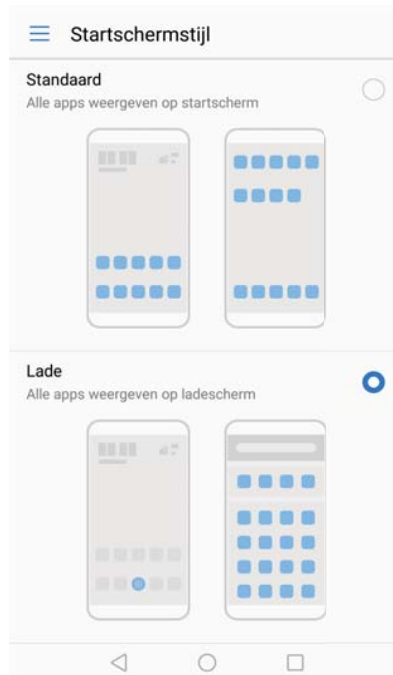 Startschermstijl
Standaard
Alle apps weergeven op startscherm
Lade
Alle apps weergeven op ladescherm